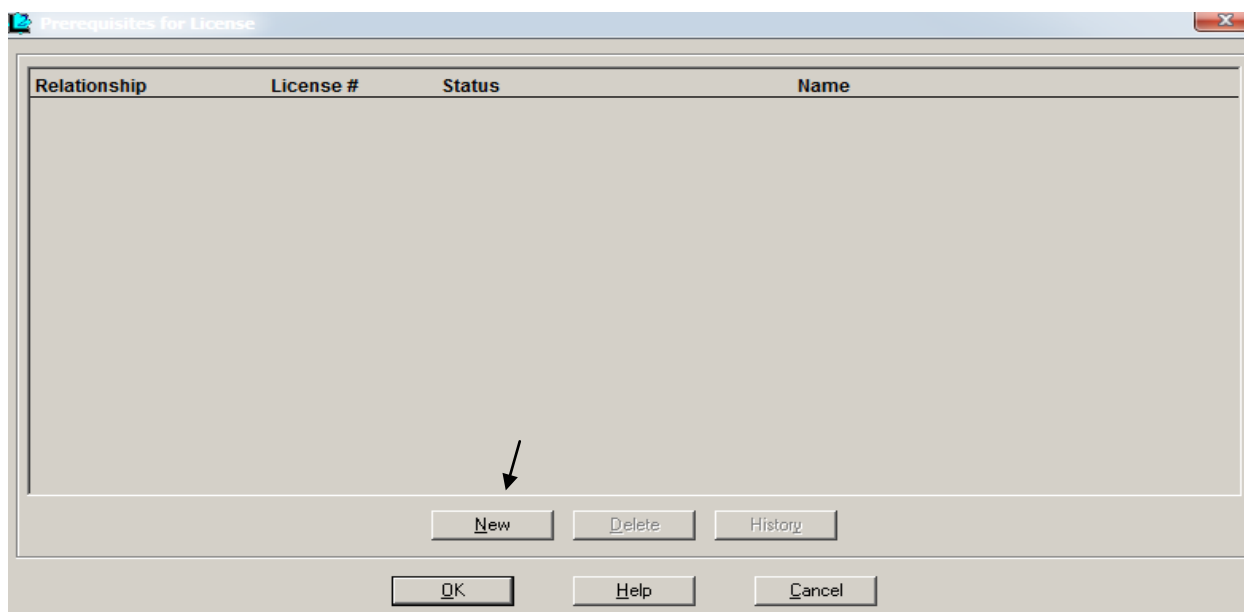 Prerequisites for License
Relationship License # Status Name
New Delete History
OK Help Cancel